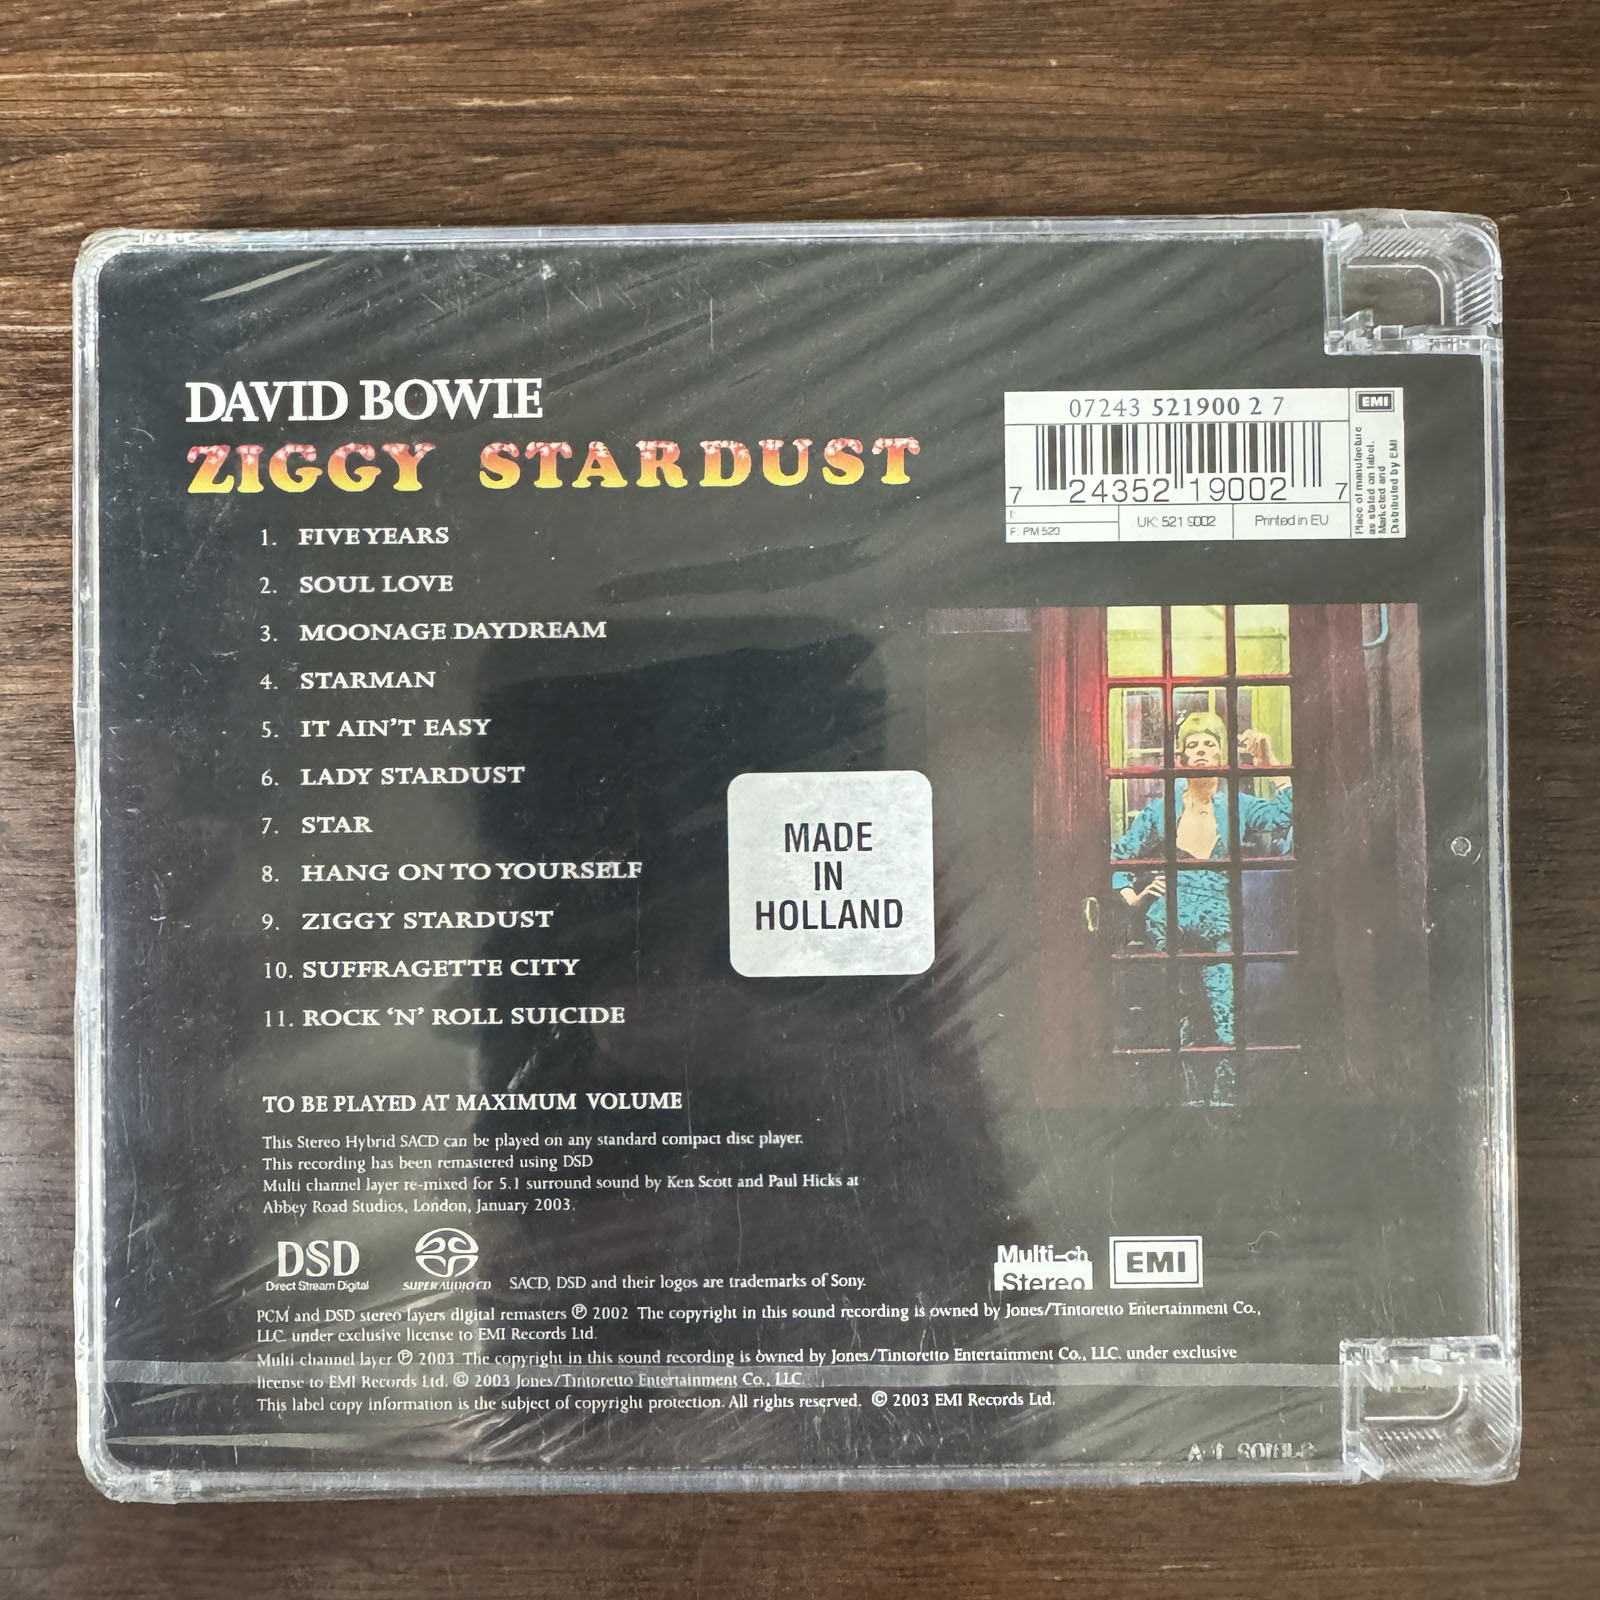 DAVID BOWIE
ZIGGY STARDUST
1. FIVE YEARS
2. SOUL LOVE
3. MOONAGE DAYDREAM
4. STARMAN
5. IT AIN'T EASY
6. LADY STARDUST
7. STAR
8. HANG ON TO YOURSELF
9. ZIGGY STARDUST
10. SUFFRAGETTE CITY
11. ROCK 'N' ROLL SUICIDE
07243 521900 2 7
7 24352 19002 7
F: PM 520
UK: 521 9002
Printed in EU
EMI
Place of manufacture
as stated on label.
Marketed and
Distributed by EMI
MADE
IN
HOLLAND
TO BE PLAYED AT MAXIMUM VOLUME
This Stereo Hybrid SACD can be played on any standard compact disc player.
This recording has been remastered using DSD
Multi channel layer re-mixed for 5.1 surround sound by Ken Scott and Paul Hicks at
Abbey Road Studios, London, January 2003.
DSD
Direct Stream Digital
SUPER AUDIO CD
SACD, DSD and their logos are trademarks of Sony.
Multi-ch
Stereo
EMI
PCM and DSD stereo layers digital remasters ℗ 2002 The copyright in this sound recording is owned by Jones/Tintoretto Entertainment Co.,
LLC. under exclusive license to EMI Records Ltd.
Multi channel layer ℗ 2003 The copyright in this sound recording is owned by Jones/Tintoretto Entertainment Co., LLC. under exclusive
license to EMI Records Ltd. © 2003 Jones/Tintoretto Entertainment Co., LLC.
This label copy information is the subject of copyright protection. All rights reserved. © 2003 EMI Records Ltd.